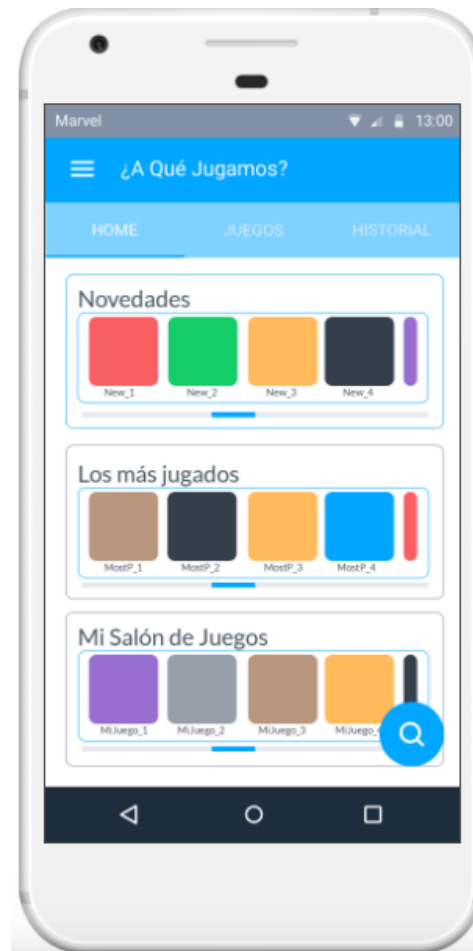 Marvel 13:00
¿A Qué Jugamos?
HOME JUEGOS HISTORIAL
Novedades
New_1 New_2 New_3 New_4
Los más jugados
MostP_1 MostP_2 MostP_3 MostP_4
Mi Salón de Juegos
MiJuego_1 MiJuego_2 MiJuego_3